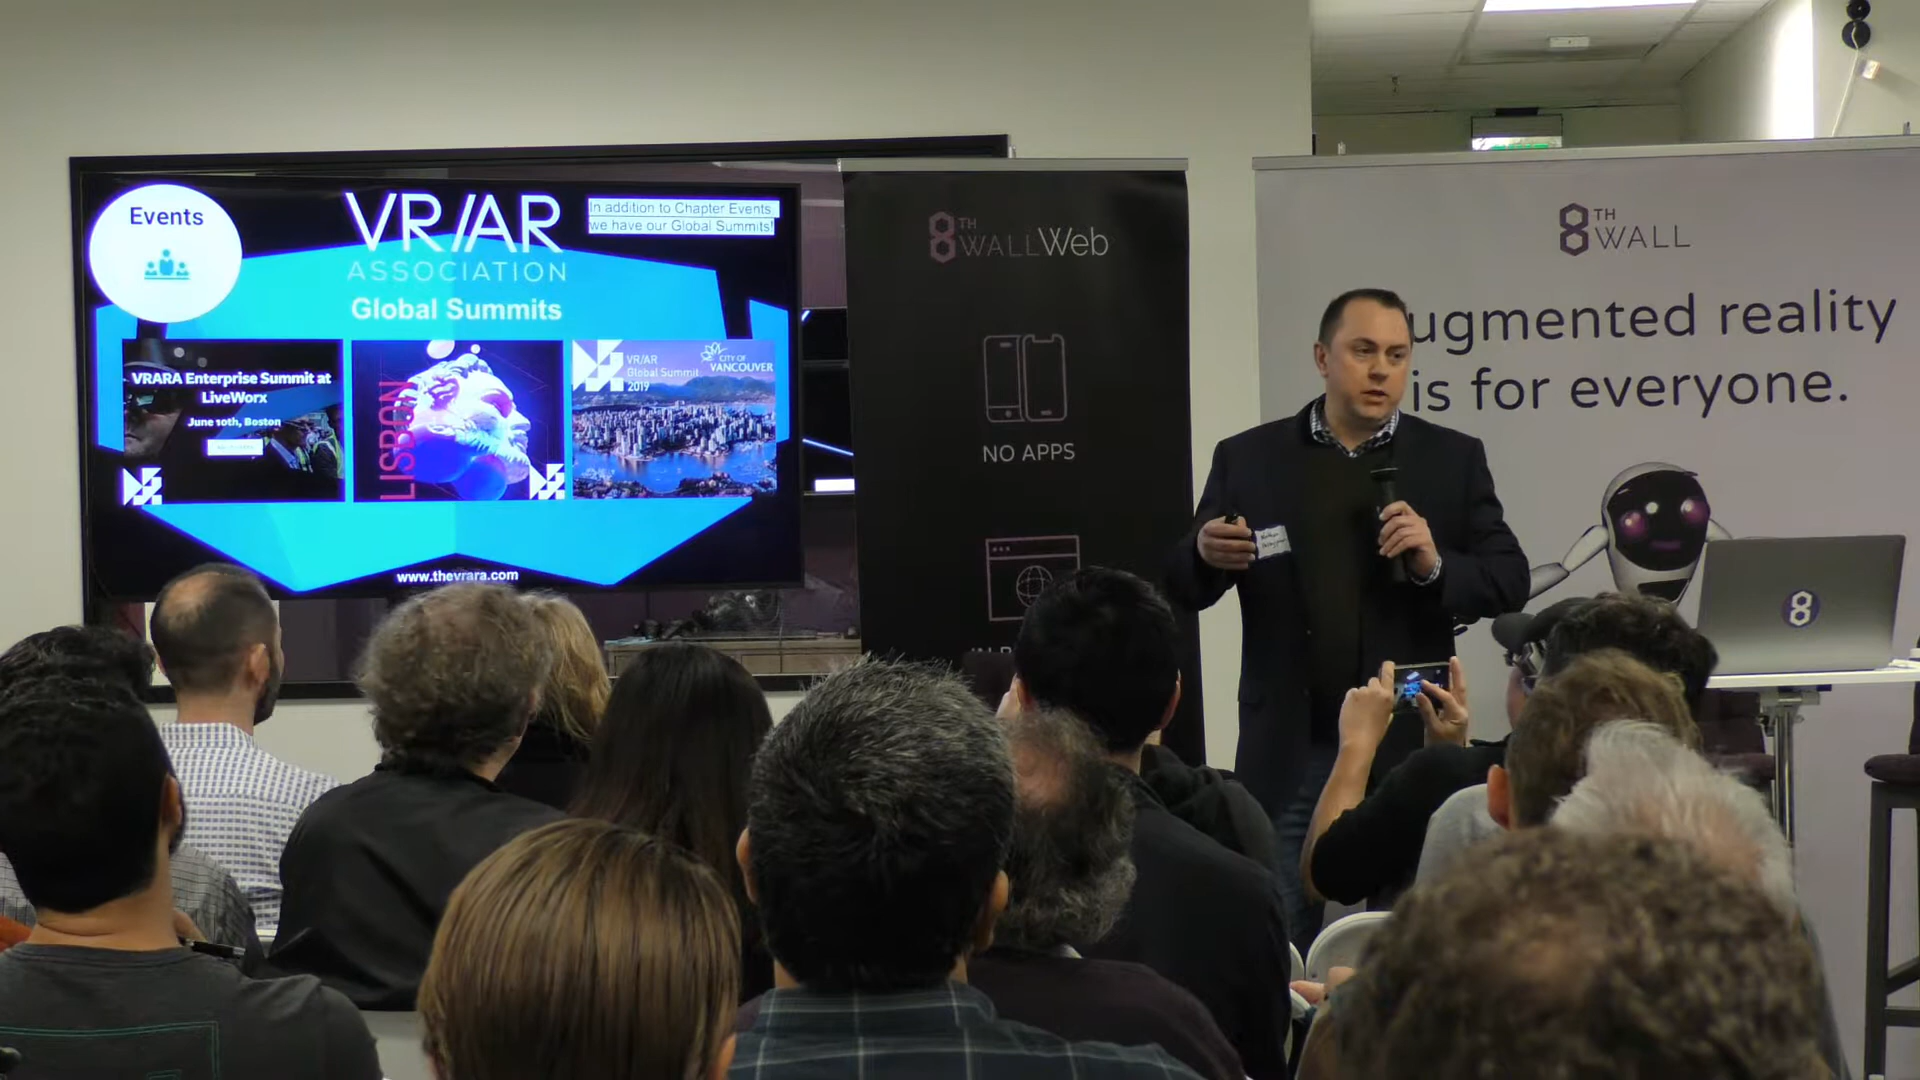 Events
VR/AR
ASSOCIATION
In addition to Chapter Events
we have our Global Summits!
Global Summits
VRARA Enterprise Summit at
LiveWorx
June 10th, Boston
LISBON
VR/AR
Global Summit
2019
CITY OF
VANCOUVER
www.thevrara.com
8TH
WALLWeb
NO APPS
8TH
WALL
ugmented reality
is for everyone.
8